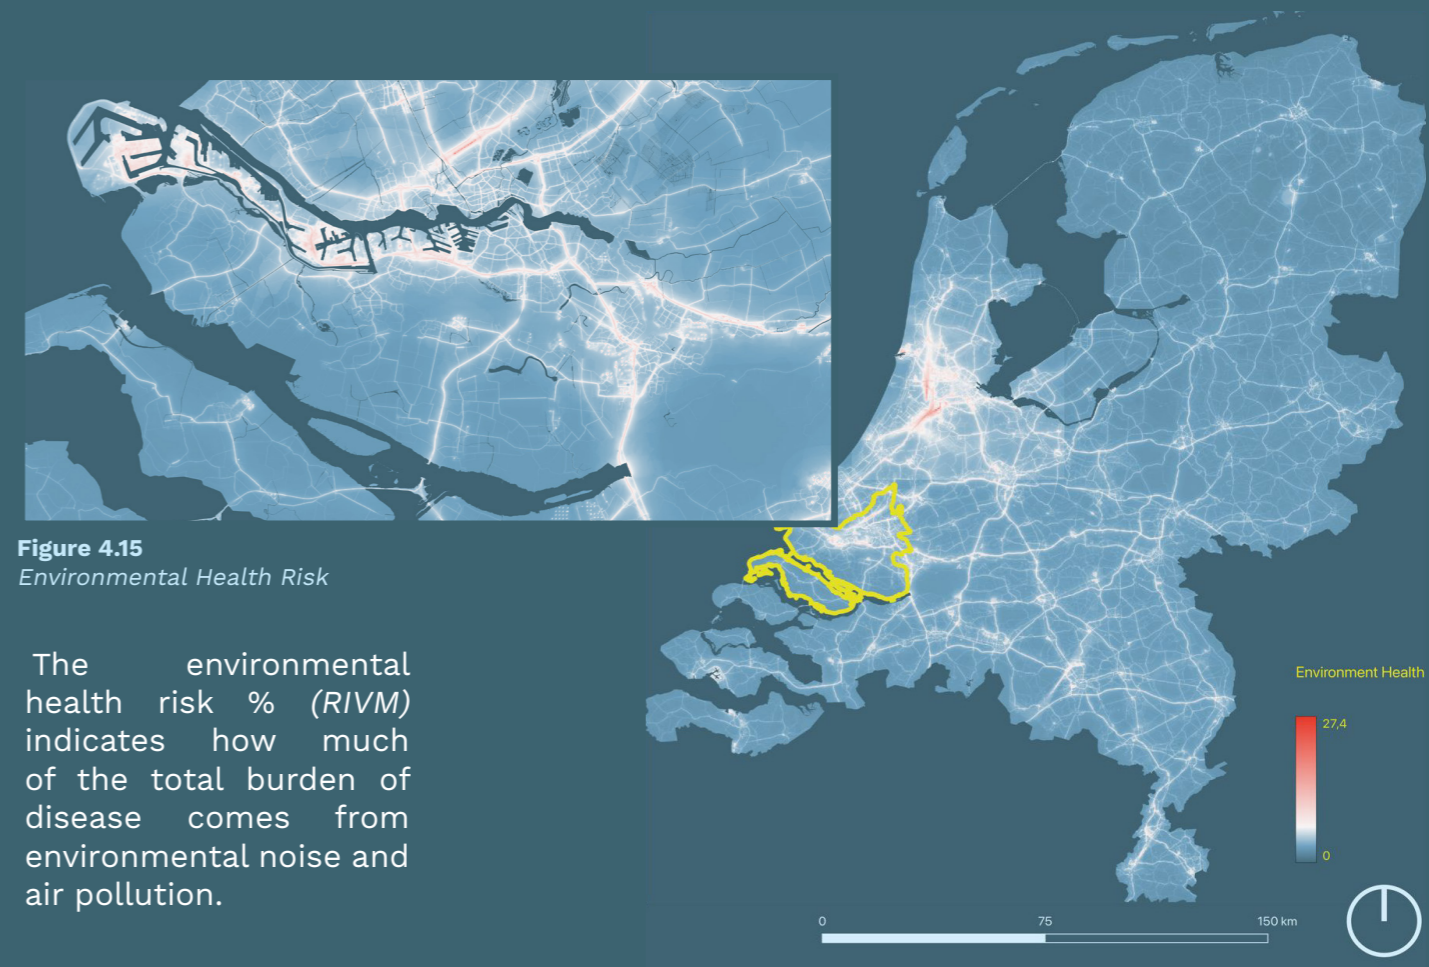 Figure 4.15
Environmental Health Risk
The environmental
health risk % (RIVM)
indicates how much
of the total burden of
disease comes from
environmental noise and
air pollution.
Environment Health
27,4
0
0 75 150 km